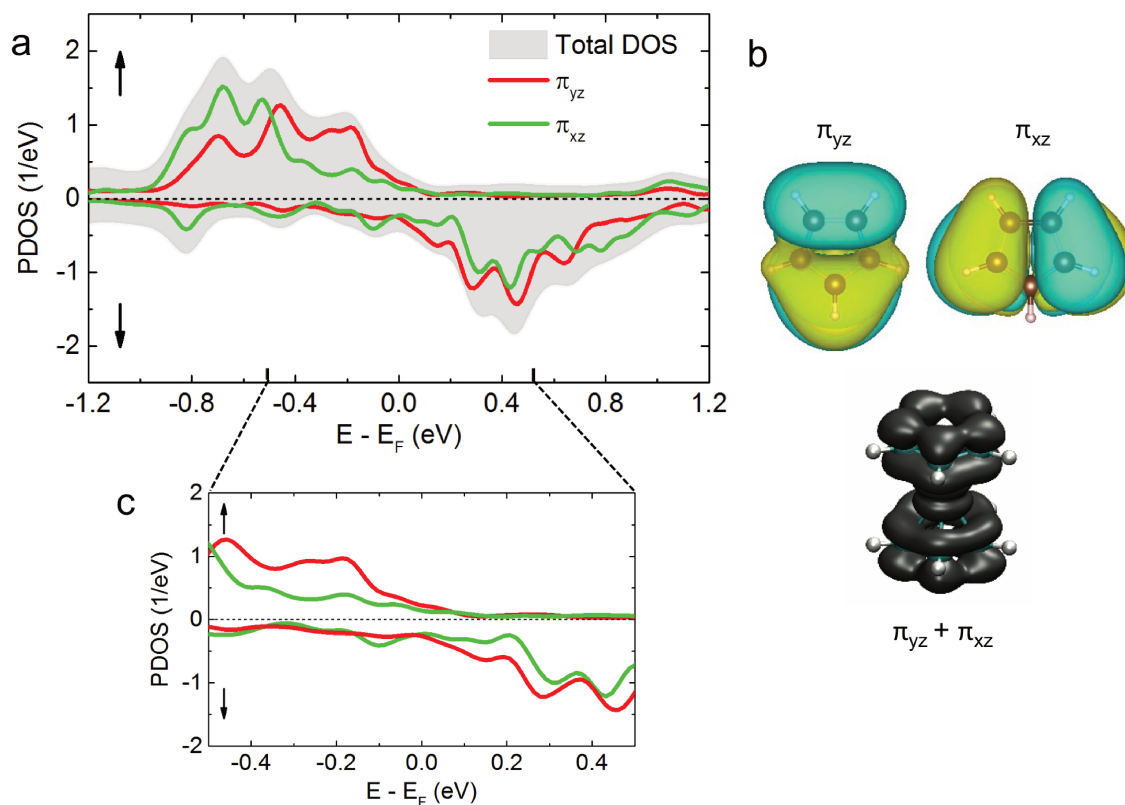 a
2
1
0
-1
-2
PDOS (1/eV)
Total DOS
π_yz
π_xz
-1.2 -0.8 -0.4 0.0 0.4 0.8 1.2
E - E_F (eV)
b
π_yz π_xz
π_yz + π_xz
c
2
1
0
-1
-2
PDOS (1/eV)
-0.4 -0.2 0.0 0.2 0.4
E - E_F (eV)